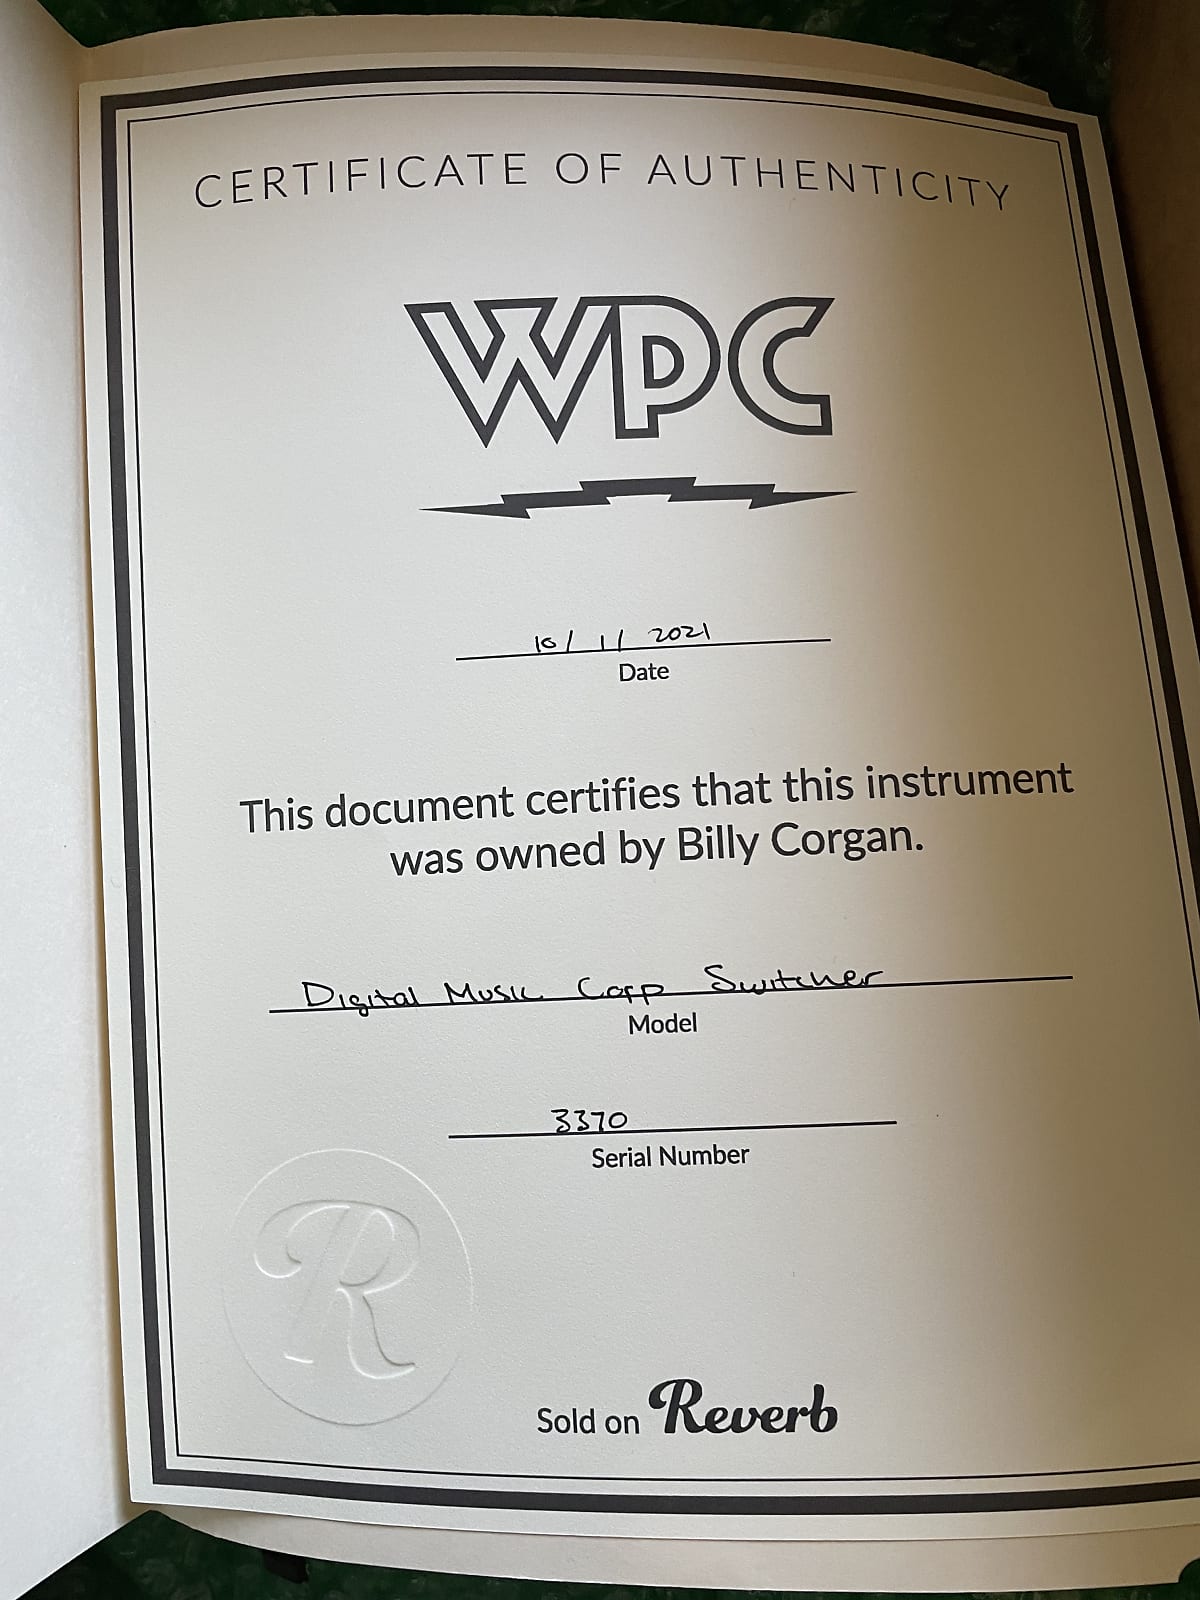 CERTIFICATE OF AUTHENTICITY
WPC
10/1/2021
Date
This document certifies that this instrument
was owned by Billy Corgan.
Digital Music Corp Switcher
Model
3370
Serial Number
R
Sold on Reverb